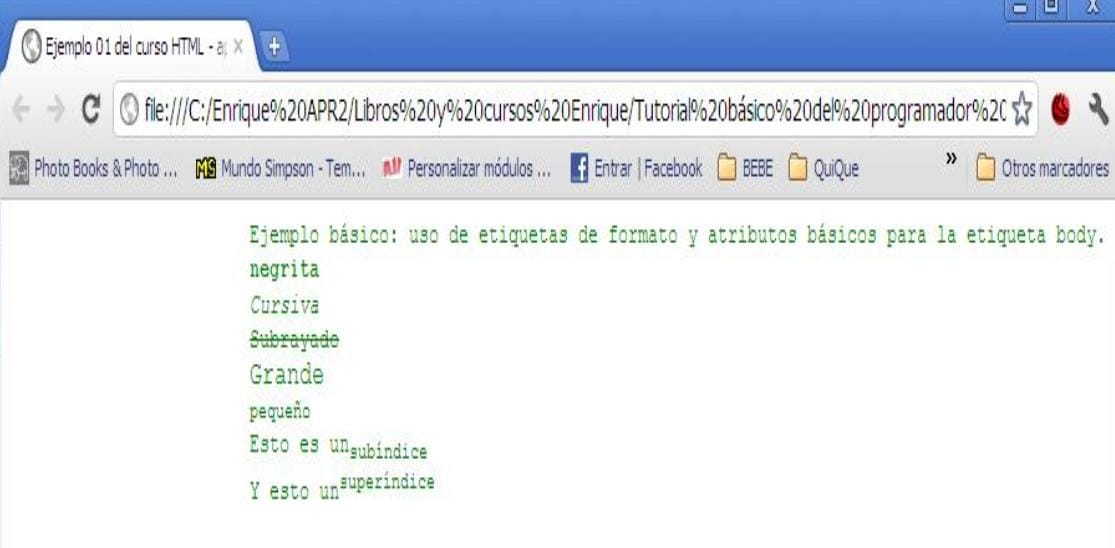 Ejemplo 01 del curso HTML - ap
file:///C:/Enrique%20APR2/Libros%20y%20cursos%20Enrique/Tutorial%20básico%20del%20programador%20
Photo Books & Photo ... MS Mundo Simpson - Tem... Personalizar módulos ... f Entrar | Facebook BEBE QuiQue » Otros marcadores
Ejemplo básico: uso de etiquetas de formato y atributos básicos para la etiqueta body.
negrita
Cursiva
Subrayado
Grande
pequeño
Esto es un subíndice
Y esto un superíndice